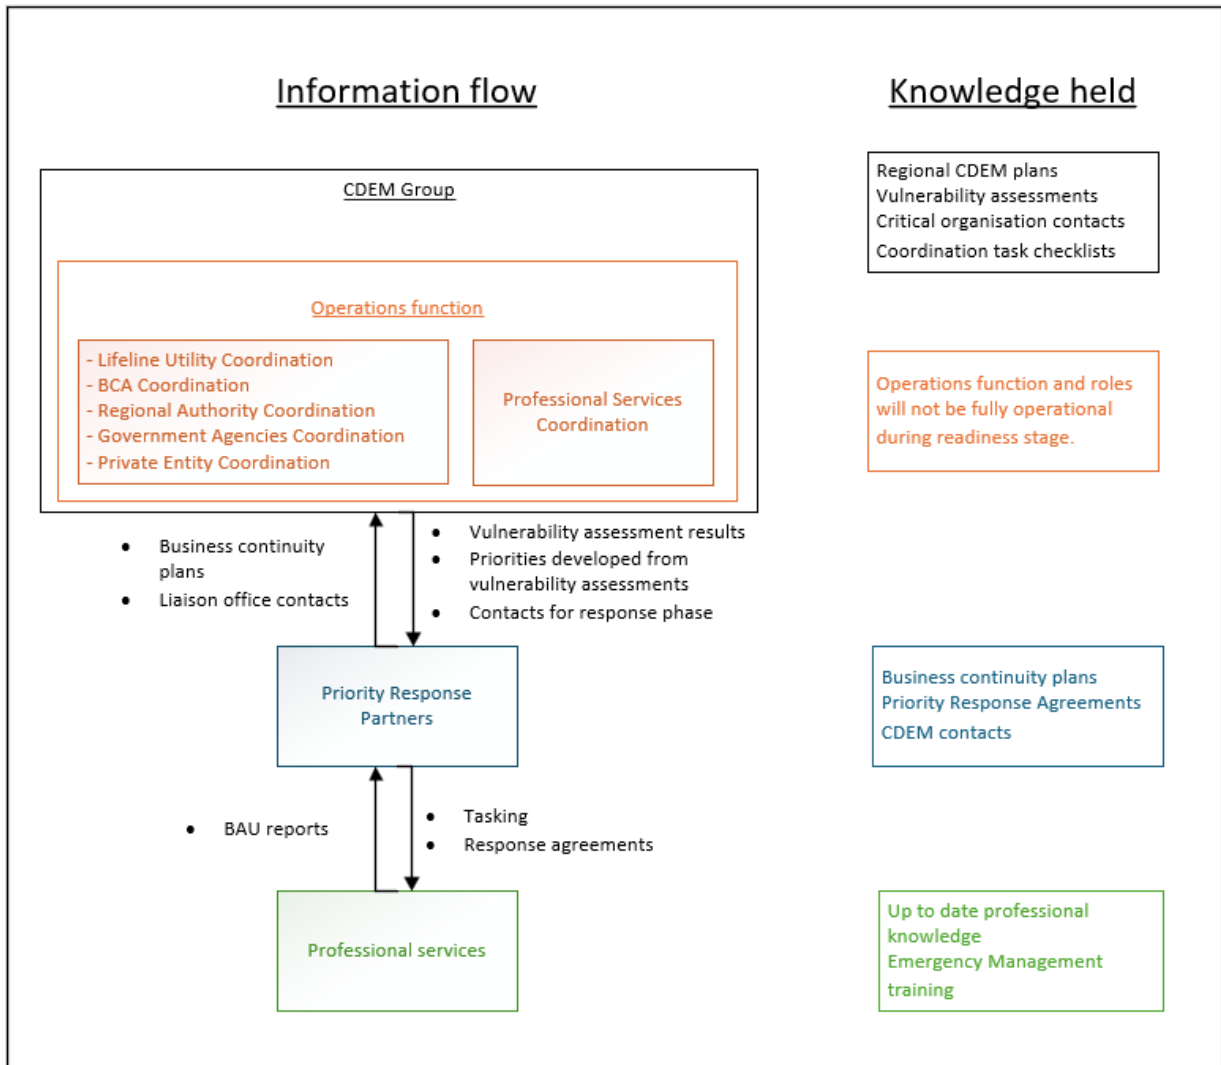 Information flow
Knowledge held
CDEM Group
Operations function
- Lifeline Utility Coordination
- BCA Coordination
- Regional Authority Coordination
- Government Agencies Coordination
- Private Entity Coordination
Professional Services
Coordination
Regional CDEM plans
Vulnerability assessments
Critical organisation contacts
Coordination task checklists
Operations function and roles
will not be fully operational
during readiness stage.
● Business continuity
plans
● Liaison office contacts
● Vulnerability assessment results
● Priorities developed from
vulnerability assessments
● Contacts for response phase
Priority Response
Partners
Business continuity plans
Priority Response Agreements
CDEM contacts
● BAU reports
● Tasking
● Response agreements
Professional services
Up to date professional
knowledge
Emergency Management
training